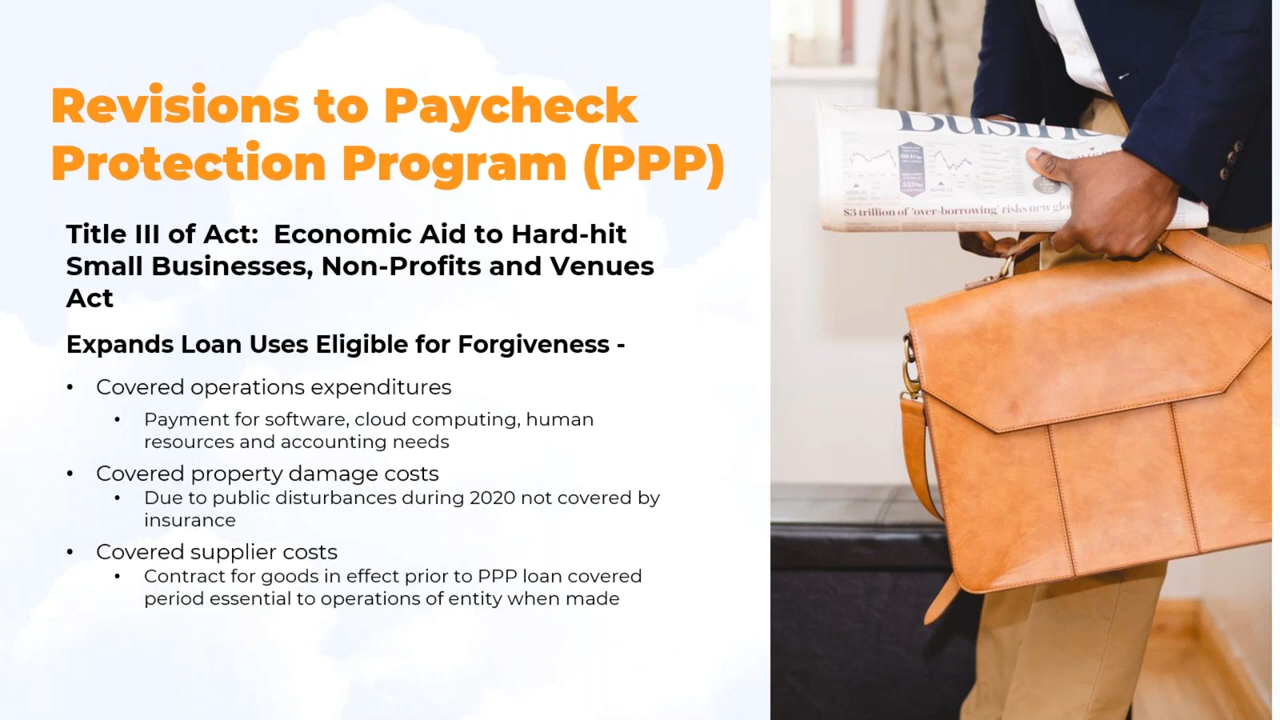 Revisions to Paycheck
Protection Program (PPP)
Title III of Act:  Economic Aid to Hard-hit
Small Businesses, Non-Profits and Venues
Act
Expands Loan Uses Eligible for Forgiveness -
• Covered operations expenditures
• Payment for software, cloud computing, human
resources and accounting needs
• Covered property damage costs
• Due to public disturbances during 2020 not covered by
insurance
• Covered supplier costs
• Contract for goods in effect prior to PPP loan covered
period essential to operations of entity when made
$3 trillion of 'over-borrowing' risks new